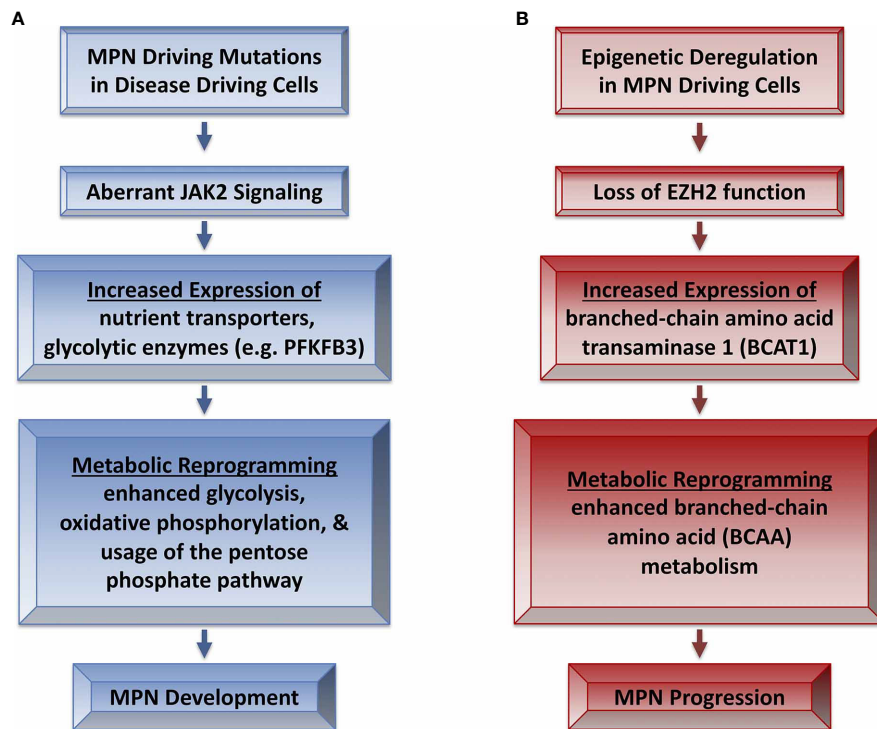 A
MPN Driving Mutations
in Disease Driving Cells
Aberrant JAK2 Signaling
Increased Expression of
nutrient transporters,
glycolytic enzymes (e.g. PFKFB3)
Metabolic Reprogramming
enhanced glycolysis,
oxidative phosphorylation, &
usage of the pentose
phosphate pathway
MPN Development
B
Epigenetic Deregulation
in MPN Driving Cells
Loss of EZH2 function
Increased Expression of
branched-chain amino acid
transaminase 1 (BCAT1)
Metabolic Reprogramming
enhanced branched-chain
amino acid (BCAA)
metabolism
MPN Progression